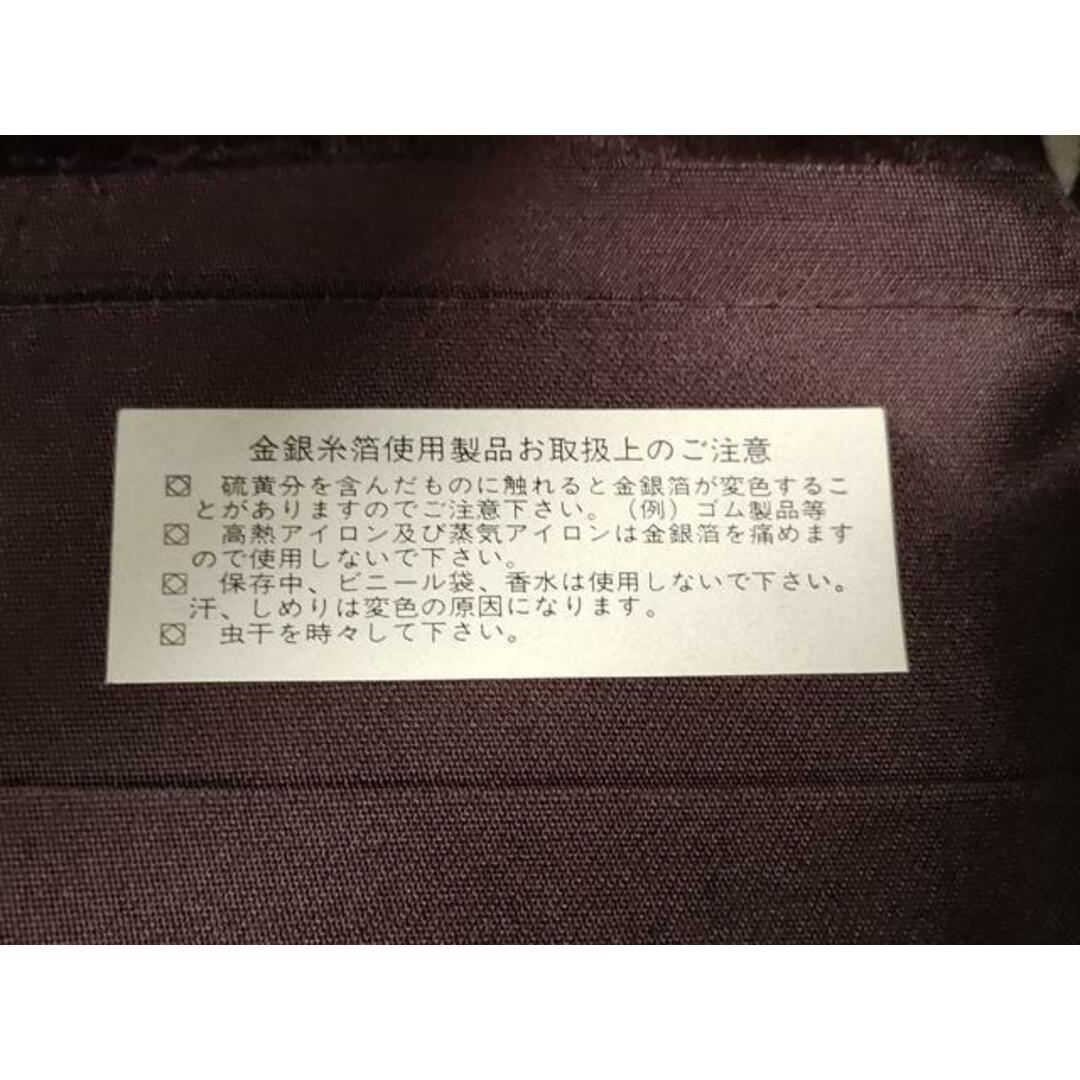 金銀糸箔使用製品お取扱上のご注意
硫黄分を含んだものに触れると金銀箔が変色するこ
とがありますのでご注意下さい。（例）ゴム製品等
高熱アイロン及び蒸気アイロンは金銀箔を痛めます
ので使用しないで下さい。
保存中、ビニール袋、香水は使用しないで下さい。
汗、しめりは変色の原因になります。
虫干を時々して下さい。